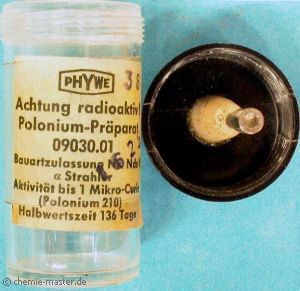 PHYWE
Achtung radioaktiv
Polonium-Präparat
09030.01
Bauartzulassung Nds
α Strahler
Aktivität bis 1 Mikro-Curie
(Polonium 210)
Halbwertszeit 136 Tage
© chemie-master.de